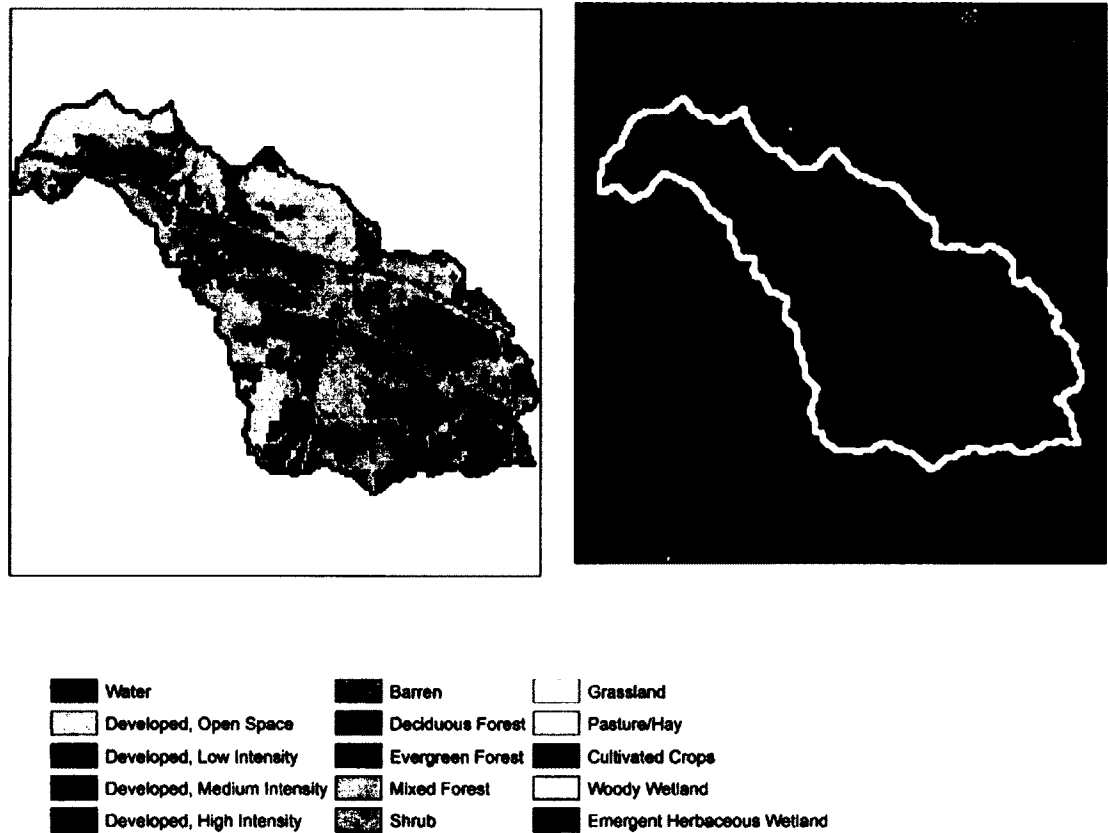 Water
Developed, Open Space
Developed, Low Intensity
Developed, Medium Intensity
Developed, High Intensity
Barren
Deciduous Forest
Evergreen Forest
Mixed Forest
Shrub
Grassland
Pasture/Hay
Cultivated Crops
Woody Wetland
Emergent Herbaceous Wetland